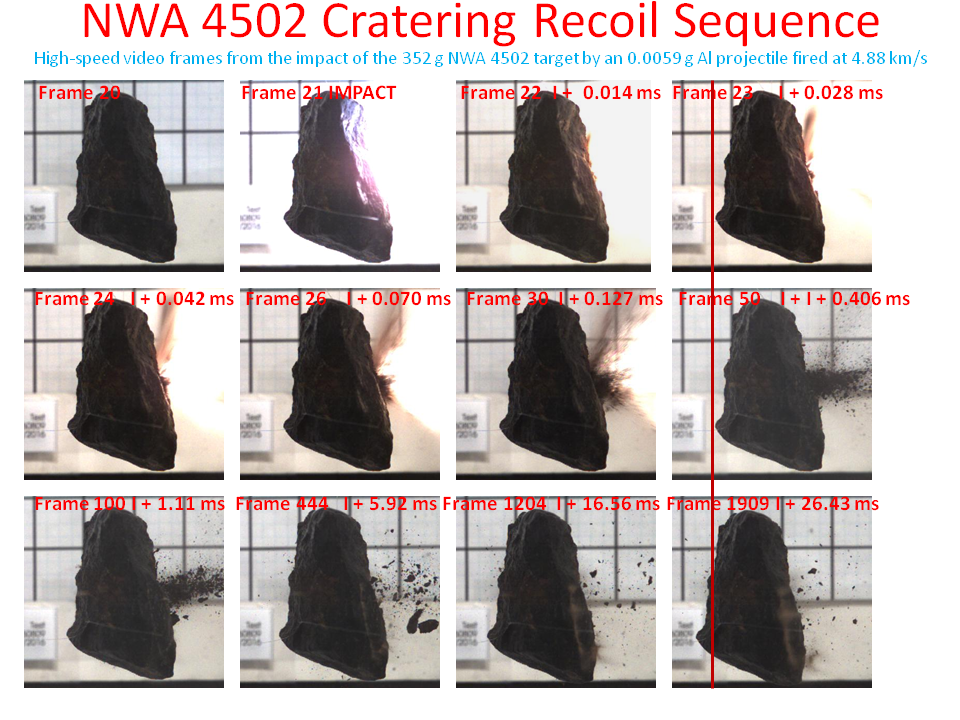 NWA 4502 Cratering Recoil Sequence
High-speed video frames from the impact of the 352 g NWA 4502 target by an 0.0059 g Al projectile fired at 4.88 km/s
Frame 20
Frame 21 IMPACT
Frame 22 I + 0.014 ms
Frame 23 I + 0.028 ms
Frame 24 I + 0.042 ms
Frame 26 I + 0.070 ms
Frame 30 I + 0.127 ms
Frame 50 I + I + 0.406 ms
Frame 100 I + 1.11 ms
Frame 444 I + 5.92 ms
Frame 1204 I + 16.56 ms
Frame 1909 I + 26.43 ms